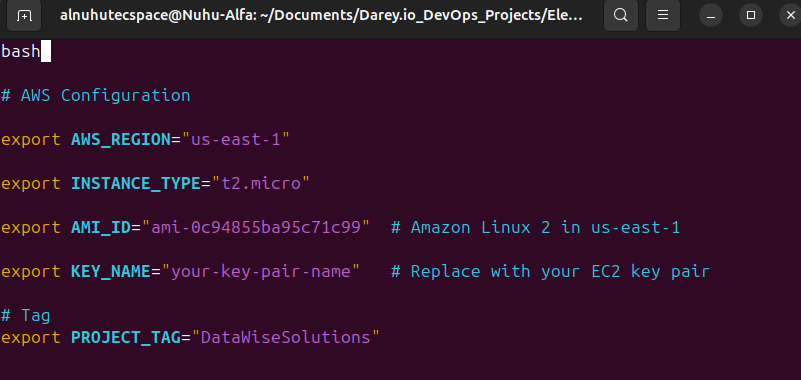 alnuhutecspace@Nuhu-Alfa: ~/Documents/Darey.io_DevOps_Projects/Ele...
bash
# AWS Configuration
export AWS_REGION="us-east-1"
export INSTANCE_TYPE="t2.micro"
export AMI_ID="ami-0c94855ba95c71c99"  # Amazon Linux 2 in us-east-1
export KEY_NAME="your-key-pair-name"   # Replace with your EC2 key pair
# Tag
export PROJECT_TAG="DataWiseSolutions"